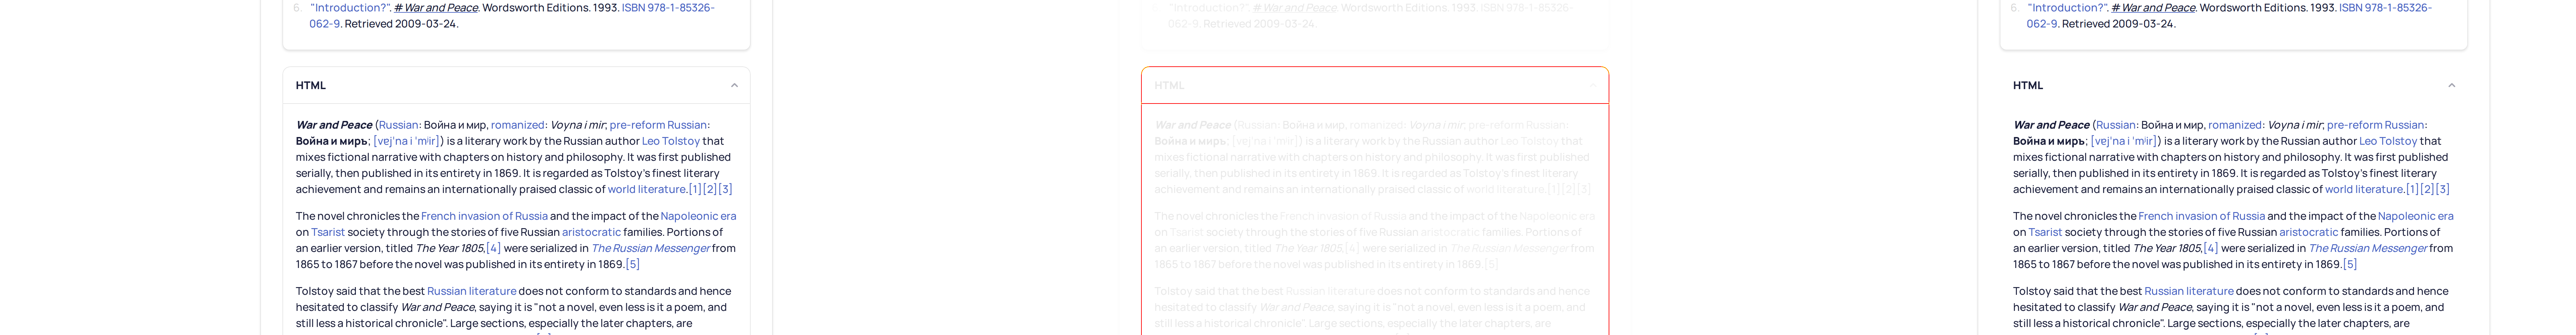 6. "Introduction?". # War and Peace. Wordsworth Editions. 1993. ISBN 978-1-85326-
062-9. Retrieved 2009-03-24.
HTML
War and Peace (Russian: Война и мир, romanized: Voyna i mir; pre-reform Russian:
Война и миръ; [vɐjˈna i ˈmʲir]) is a literary work by the Russian author Leo Tolstoy that
mixes fictional narrative with chapters on history and philosophy. It was first published
serially, then published in its entirety in 1869. It is regarded as Tolstoy's finest literary
achievement and remains an internationally praised classic of world literature.[1][2][3]
The novel chronicles the French invasion of Russia and the impact of the Napoleonic era
on Tsarist society through the stories of five Russian aristocratic families. Portions of
an earlier version, titled The Year 1805,[4] were serialized in The Russian Messenger from
1865 to 1867 before the novel was published in its entirety in 1869.[5]
Tolstoy said that the best Russian literature does not conform to standards and hence
hesitated to classify War and Peace, saying it is "not a novel, even less is it a poem, and
still less a historical chronicle". Large sections, especially the later chapters, are
6. "Introduction?". # War and Peace. Wordsworth Editions. 1993. ISBN 978-1-85326-
062-9. Retrieved 2009-03-24.
HTML
War and Peace (Russian: Война и мир, romanized: Voyna i mir; pre-reform Russian:
Война и миръ; [vɐjˈna i ˈmʲir]) is a literary work by the Russian author Leo Tolstoy that
mixes fictional narrative with chapters on history and philosophy. It was first published
serially, then published in its entirety in 1869. It is regarded as Tolstoy's finest literary
achievement and remains an internationally praised classic of world literature.[1][2][3]
The novel chronicles the French invasion of Russia and the impact of the Napoleonic era
on Tsarist society through the stories of five Russian aristocratic families. Portions of
an earlier version, titled The Year 1805,[4] were serialized in The Russian Messenger from
1865 to 1867 before the novel was published in its entirety in 1869.[5]
Tolstoy said that the best Russian literature does not conform to standards and hence
hesitated to classify War and Peace, saying it is "not a novel, even less is it a poem, and
still less a historical chronicle". Large sections, especially the later chapters, are
6. "Introduction?". # War and Peace. Wordsworth Editions. 1993. ISBN 978-1-85326-
062-9. Retrieved 2009-03-24.
HTML
War and Peace (Russian: Война и мир, romanized: Voyna i mir; pre-reform Russian:
Война и миръ; [vɐjˈna i ˈmʲir]) is a literary work by the Russian author Leo Tolstoy that
mixes fictional narrative with chapters on history and philosophy. It was first published
serially, then published in its entirety in 1869. It is regarded as Tolstoy's finest literary
achievement and remains an internationally praised classic of world literature.[1][2][3]
The novel chronicles the French invasion of Russia and the impact of the Napoleonic era
on Tsarist society through the stories of five Russian aristocratic families. Portions of
an earlier version, titled The Year 1805,[4] were serialized in The Russian Messenger from
1865 to 1867 before the novel was published in its entirety in 1869.[5]
Tolstoy said that the best Russian literature does not conform to standards and hence
hesitated to classify War and Peace, saying it is "not a novel, even less is it a poem, and
still less a historical chronicle". Large sections, especially the later chapters, are